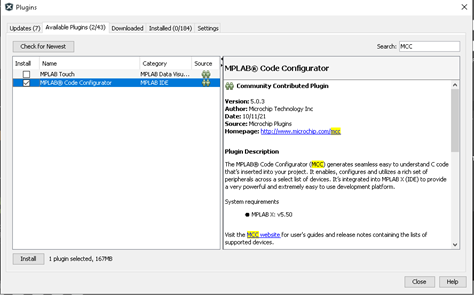 Plugins
Updates (7) Available Plugins (2/43) Downloaded Installed (0/184) Settings
Check for Newest Search: MCC
Install Name Category Source
MPLAB Touch MPLAB Data Visu...
MPLAB® Code Configurator MPLAB IDE
MPLAB® Code Configurator
Community Contributed Plugin
Version: 5.0.3
Author: Microchip Technology Inc
Date: 10/11/21
Source: Microchip Plugins
Homepage: http://www.microchip.com/mcc
Plugin Description
The MPLAB® Code Configurator (MCC) generates seamless easy to understand C code
that's inserted into your project. It enables, configures and utilizes a rich set of
peripherals across a select list of devices. It's integrated into MPLAB X (IDE) to provide
a very powerful and extremely easy to use development platform.
System requirements
● MPLAB X: v5.50
Visit the MCC website for user's guides and release notes containing the lists of
supported devices.
Install 1 plugin selected, 167MB
Close Help